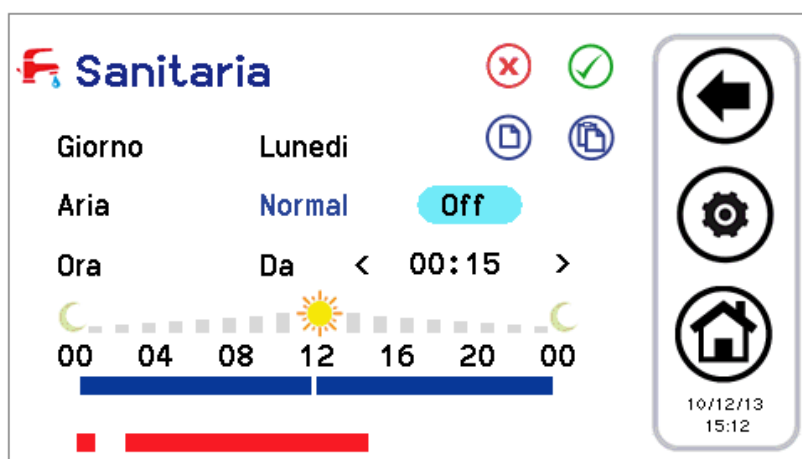 Sanitaria
Giorno Lunedi
Aria Normal Off
Ora Da < 00:15 >
00 04 08 12 16 20 00
10/12/13
15:12